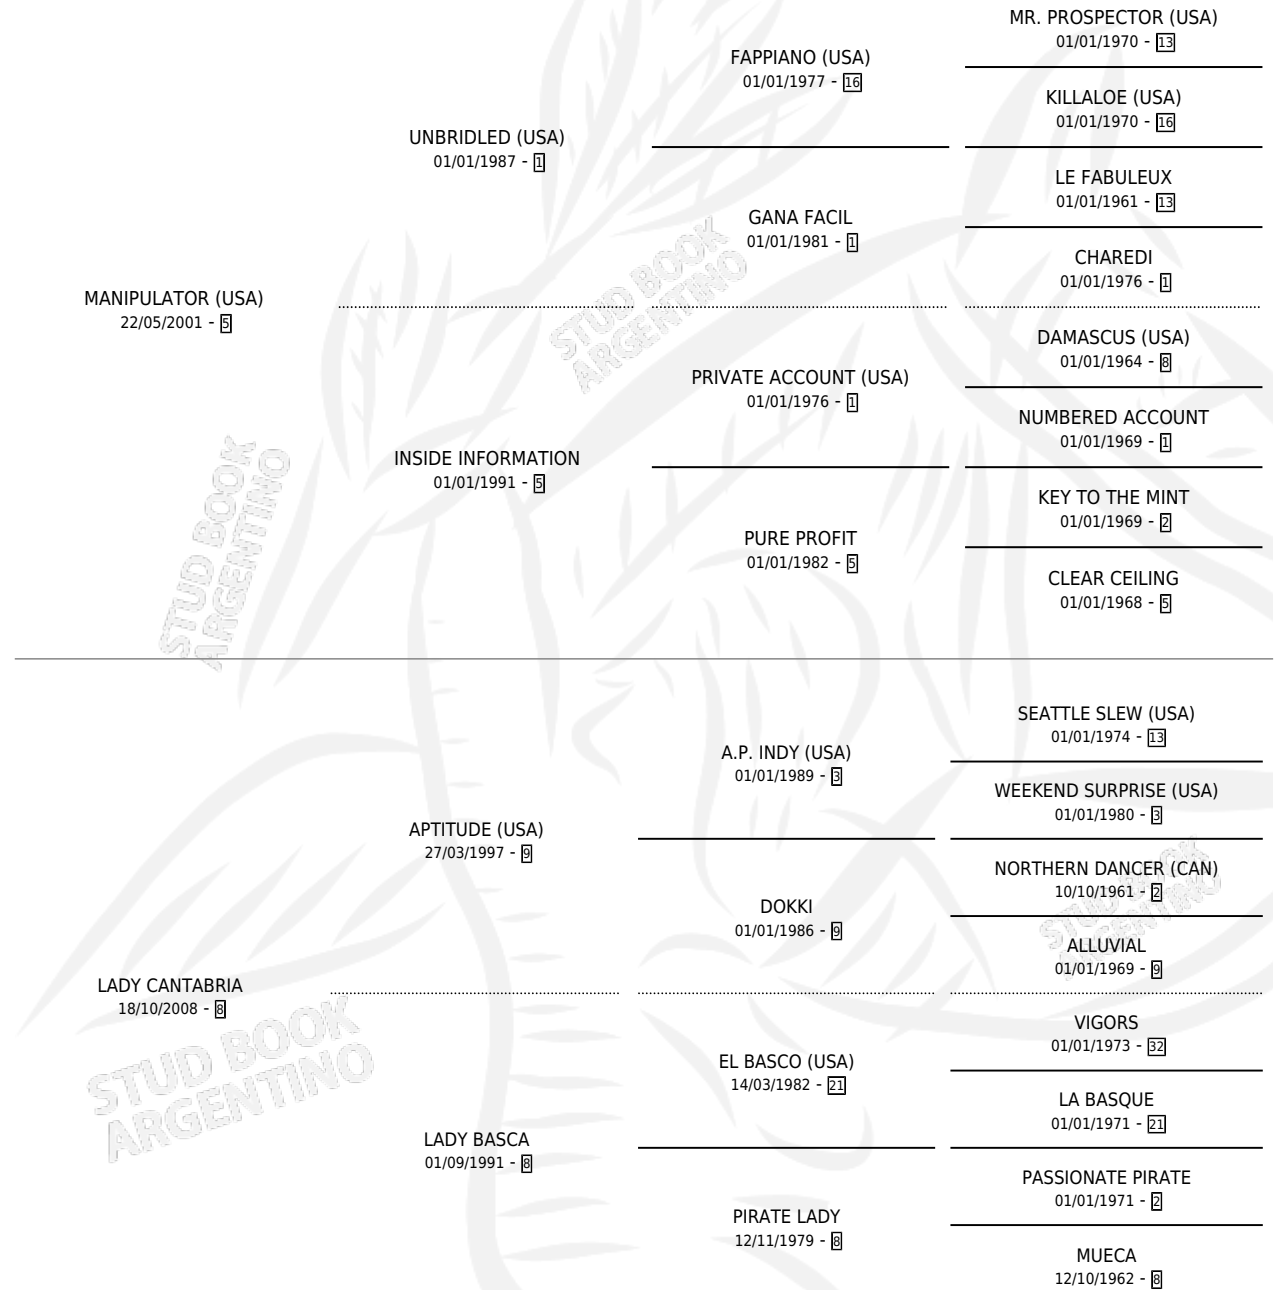 MR. PROSPECTOR (USA)
01/01/1970 - 13
FAPPIANO (USA)
01/01/1977 - 16
KILLALOE (USA)
01/01/1970 - 16
UNBRIDLED (USA)
01/01/1987 - 1
LE FABULEUX
01/01/1961 - 13
GANA FACIL
01/01/1981 - 1
CHAREDI
01/01/1976 - 1
MANIPULATOR (USA)
22/05/2001 - 5
DAMASCUS (USA)
01/01/1964 - 8
PRIVATE ACCOUNT (USA)
01/01/1976 - 1
NUMBERED ACCOUNT
01/01/1969 - 1
INSIDE INFORMATION
01/01/1991 - 5
KEY TO THE MINT
01/01/1969 - 2
PURE PROFIT
01/01/1982 - 5
CLEAR CEILING
01/01/1968 - 5
STUD BOOK
ARGENTINO
STUD BOOK
ARGENTINO
SEATTLE SLEW (USA)
01/01/1974 - 13
A.P. INDY (USA)
01/01/1989 - 3
WEEKEND SURPRISE (USA)
01/01/1980 - 3
APTITUDE (USA)
27/03/1997 - 9
NORTHERN DANCER (CAN)
10/10/1961 - 2
DOKKI
01/01/1986 - 9
ALLUVIAL
01/01/1969 - 9
LADY CANTABRIA
18/10/2008 - 8
VIGORS
01/01/1973 - 32
EL BASCO (USA)
14/03/1982 - 21
LA BASQUE
01/01/1971 - 21
LADY BASCA
01/09/1991 - 8
PASSIONATE PIRATE
01/01/1971 - 2
PIRATE LADY
12/11/1979 - 8
MUECA
12/10/1962 - 8
STUD BOOK
ARGENTINO
STUD BOOK
ARGENTINO